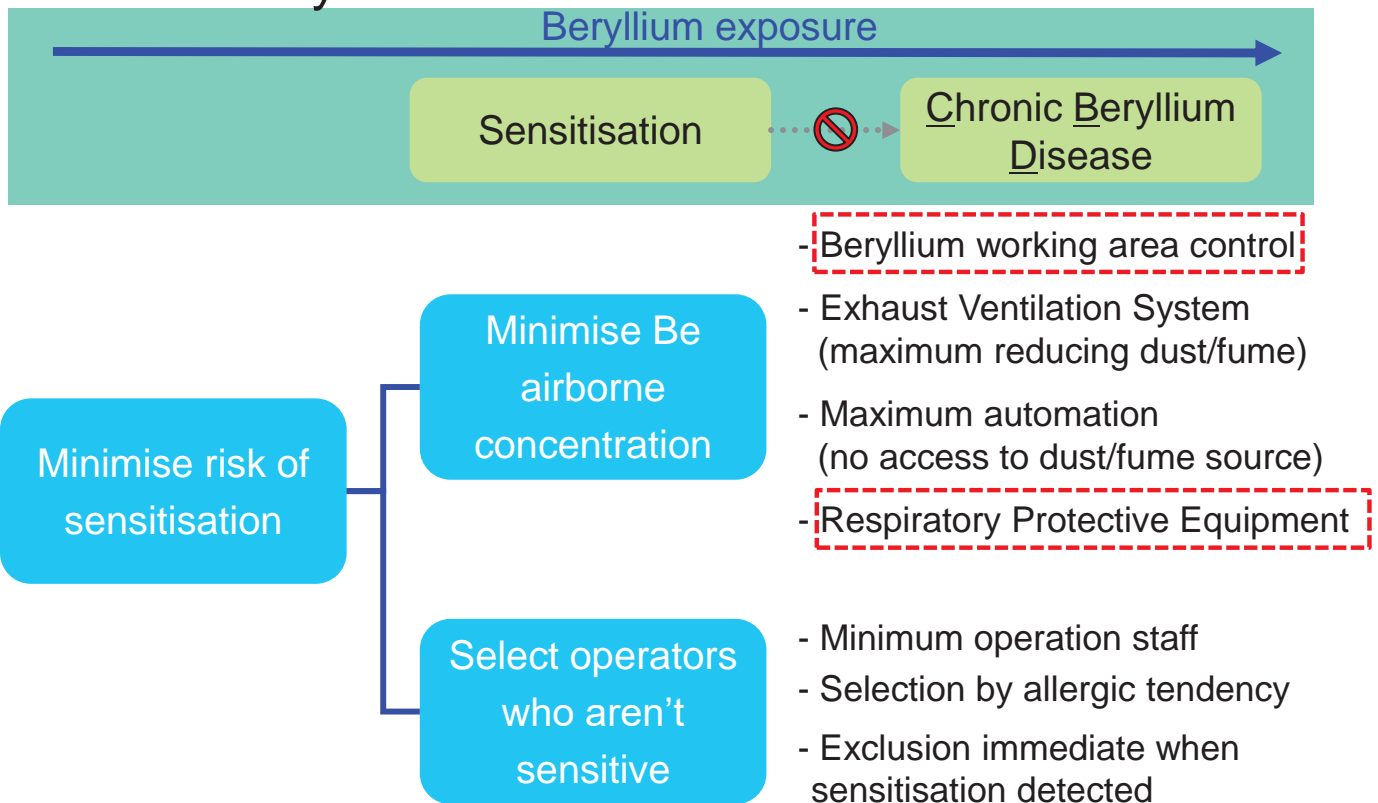 Beryllium exposure
Sensitisation
Chronic Beryllium
Disease
- Beryllium working area control
Minimise Be
airborne
concentration
- Exhaust Ventilation System
(maximum reducing dust/fume)
- Maximum automation
(no access to dust/fume source)
- Respiratory Protective Equipment
Minimise risk of
sensitisation
Select operators
who aren’t
sensitive
- Minimum operation staff
- Selection by allergic tendency
- Exclusion immediate when
sensitisation detected